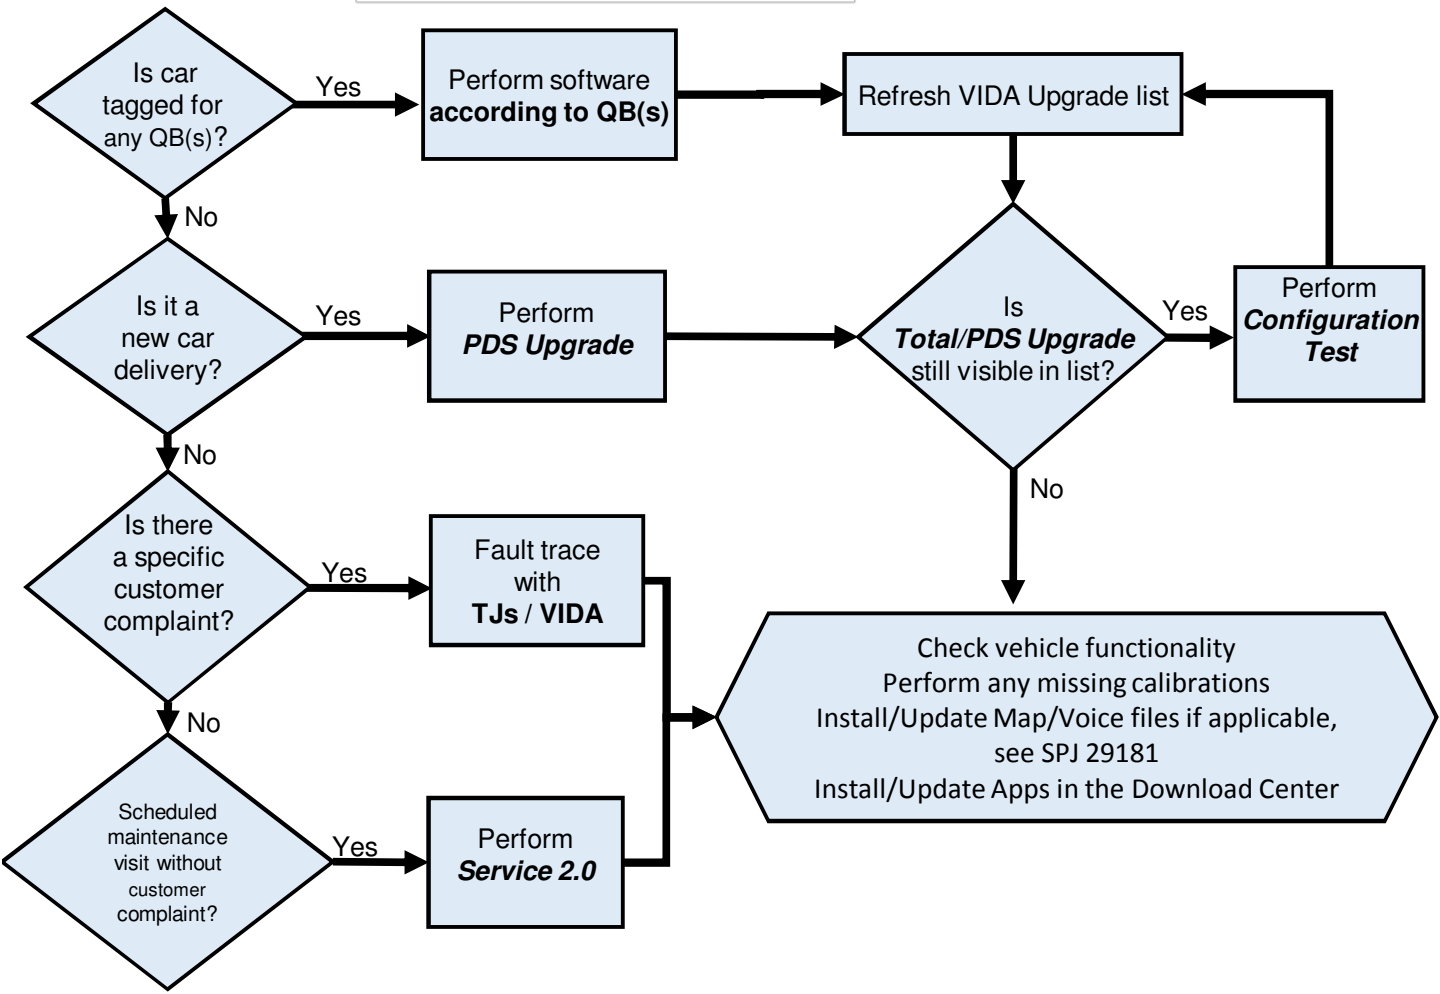 Is car
tagged for
any QB(s)?
Yes
Perform software
according to QB(s)
Refresh VIDA Upgrade list
No
Is it a
new car
delivery?
Yes
Perform
PDS Upgrade
Is
Total/PDS Upgrade
still visible in list?
Yes
Perform
Configuration
Test
No
No
Is there
a specific
customer
complaint?
Yes
Fault trace
with
TJs / VIDA
No
Scheduled
maintenance
visit without
customer
complaint?
Yes
Perform
Service 2.0
Check vehicle functionality
Perform any missing calibrations
Install/Update Map/Voice files if applicable,
see SPJ 29181
Install/Update Apps in the Download Center